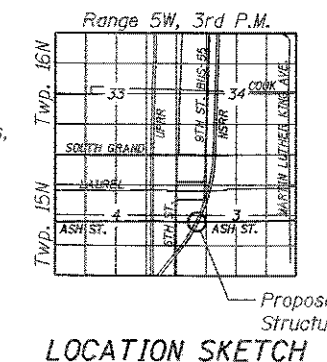 Range 5W, 3rd P.M.
Twp. 16N
Twp. 15N
s,
33
34
COOK
UPRR
9TH ST. BUS-55
NSRR
MARTIN LUTHER KING AVE.
SOUTH GRAND
LAUREL
6TH ST.
4
3
ASH ST.
ASH ST.
Propose
Structu
LOCATION SKETCH